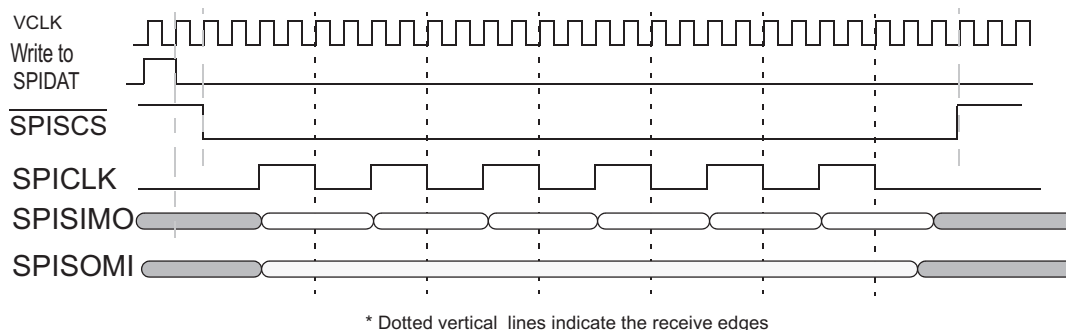 VCLK
Write to
SPIDAT
SPISCS
SPICLK
SPISIMO
SPISOMI
* Dotted vertical lines indicate the receive edges